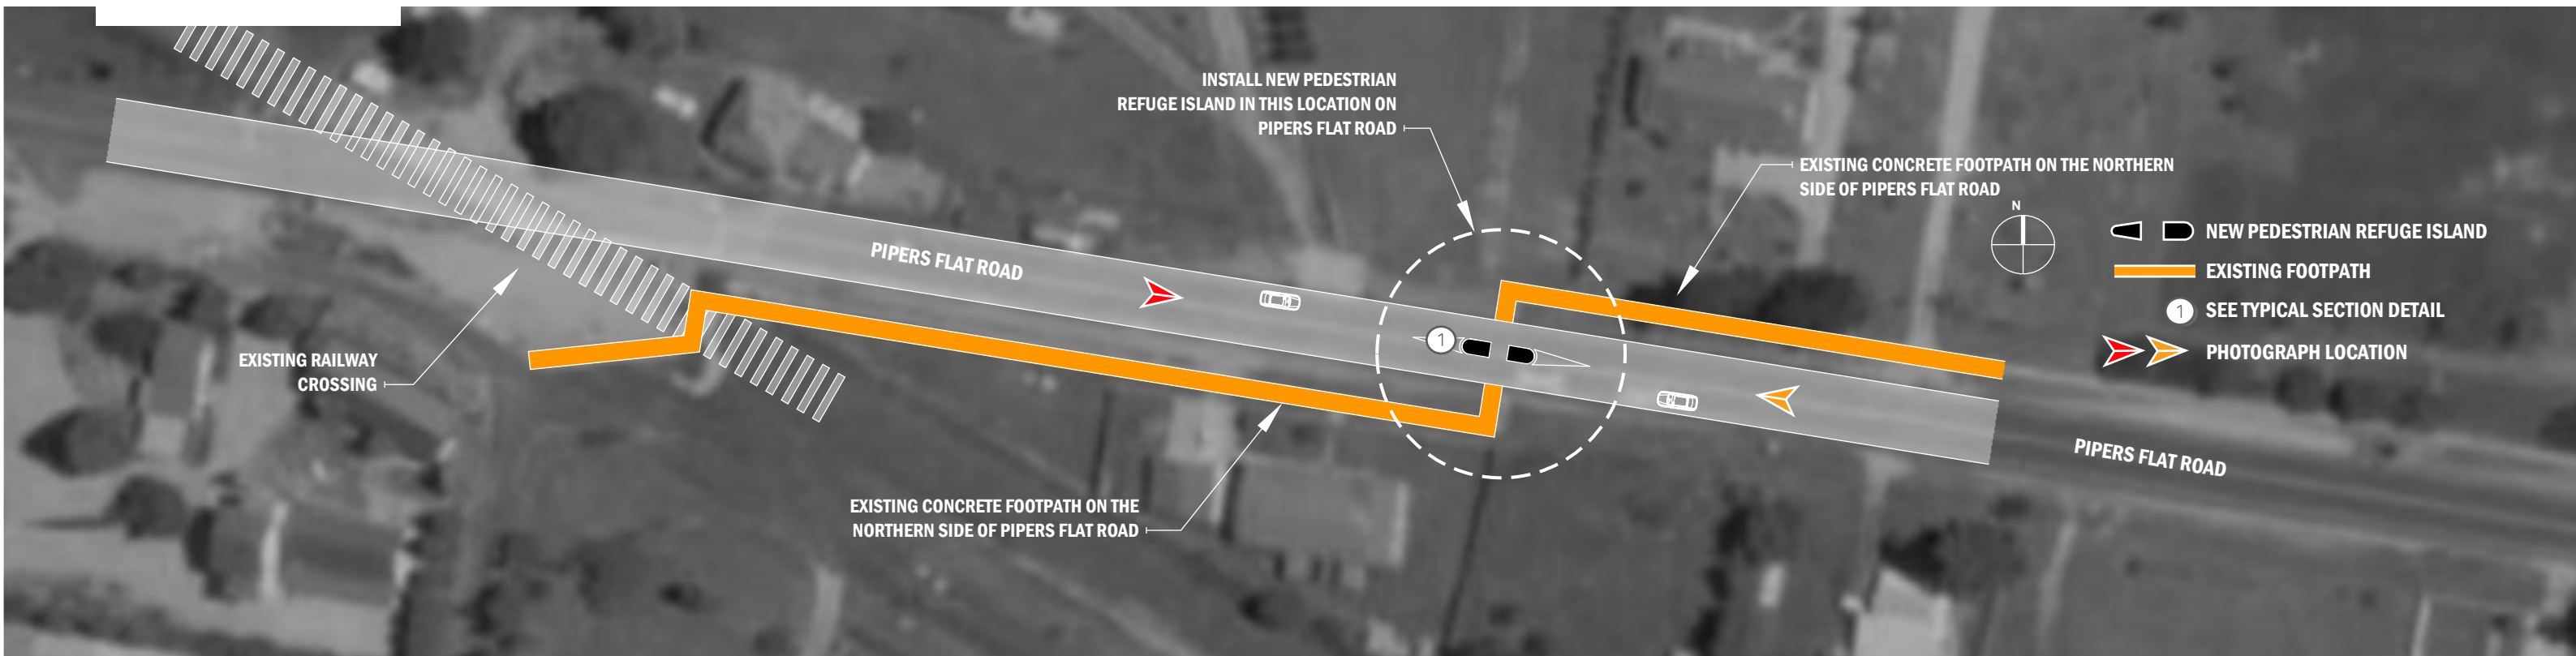 INSTALL NEW PEDESTRIAN
REFUGE ISLAND IN THIS LOCATION ON
PIPERS FLAT ROAD
EXISTING CONCRETE FOOTPATH ON THE NORTHERN
SIDE OF PIPERS FLAT ROAD
N
NEW PEDESTRIAN REFUGE ISLAND
EXISTING FOOTPATH
1 SEE TYPICAL SECTION DETAIL
PHOTOGRAPH LOCATION
PIPERS FLAT ROAD
1
EXISTING RAILWAY
CROSSING
PIPERS FLAT ROAD
EXISTING CONCRETE FOOTPATH ON THE
NORTHERN SIDE OF PIPERS FLAT ROAD